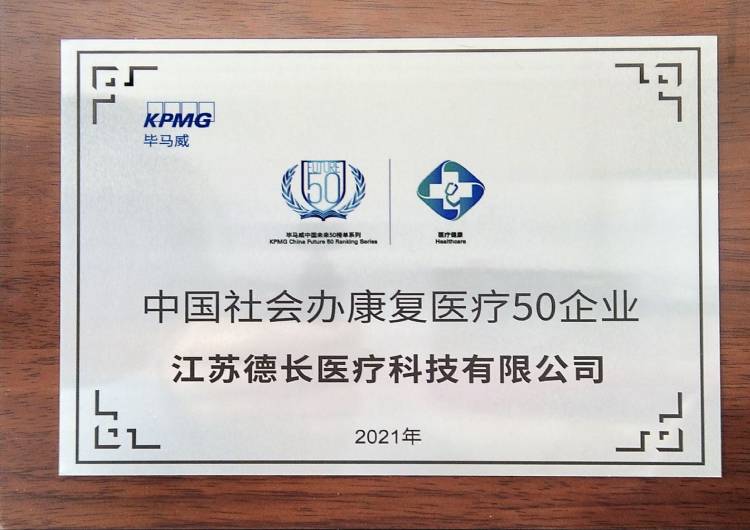 KPMG
毕马威
FUTURE
50
毕马威中国未来50榜单系列
KPMG China Future 50 Ranking Series
医疗健康
Healthcare
中国社会办康复医疗50企业
江苏德长医疗科技有限公司
2021年